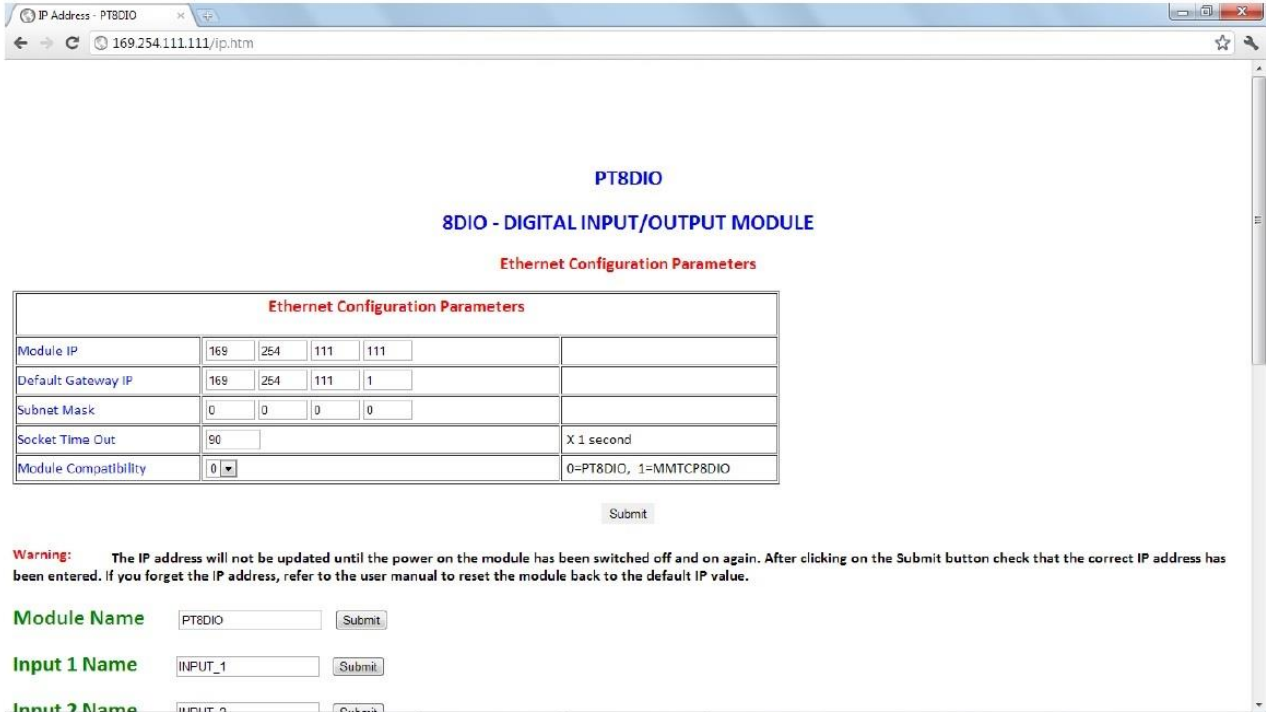 IP Address - PT8DIO
169.254.111.111/ip.htm
PT8DIO
8DIO - DIGITAL INPUT/OUTPUT MODULE
Ethernet Configuration Parameters
Ethernet Configuration Parameters
Module IP 169 254 111 111
Default Gateway IP 169 254 111 1
Subnet Mask 0 0 0 0
Socket Time Out 90 X 1 second
Module Compatibility 0 0=PT8DIO, 1=MMTCP8DIO
Submit
Warning: The IP address will not be updated until the power on the module has been switched off and on again. After clicking on the Submit button check that the correct IP address has
been entered. If you forget the IP address, refer to the user manual to reset the module back to the default IP value.
Module Name PT8DIO Submit
Input 1 Name INPUT_1 Submit
Input 2 Name INPUT_2 Submit